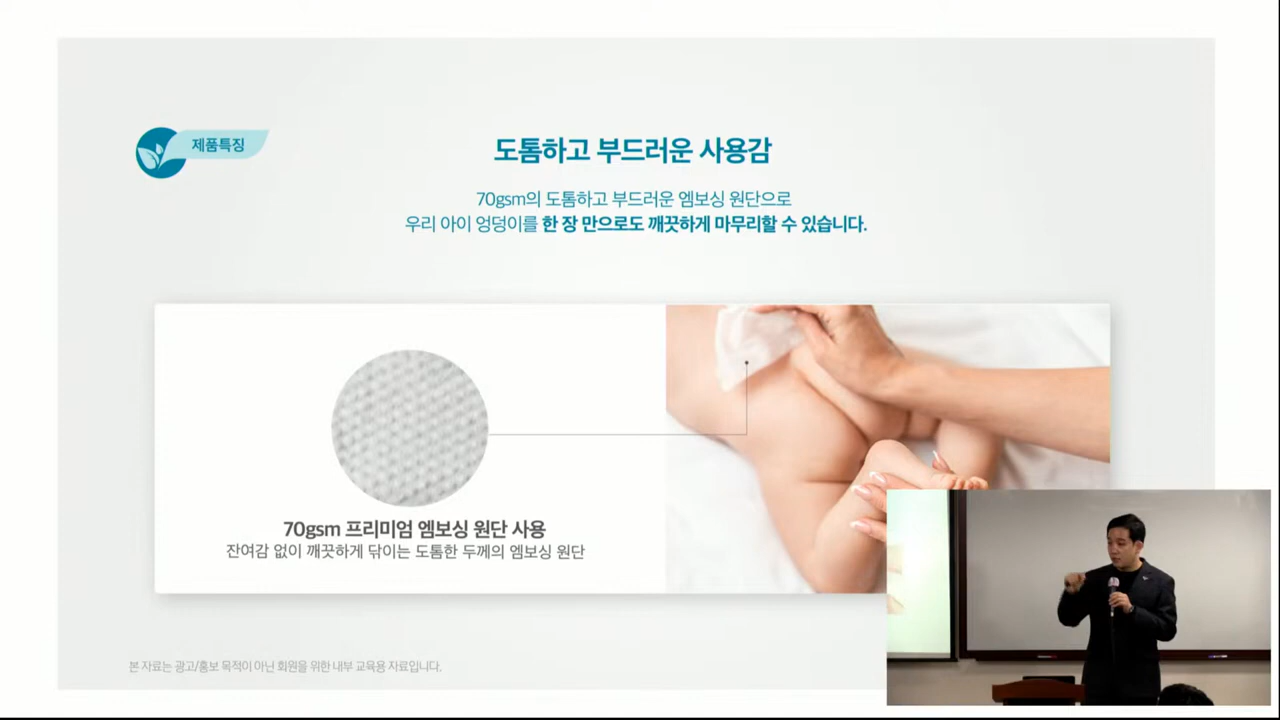 제품특징
도톰하고 부드러운 사용감
70gsm의 도톰하고 부드러운 엠보싱 원단으로
우리 아이 엉덩이를 한 장 만으로도 깨끗하게 마무리할 수 있습니다.
70gsm 프리미엄 엠보싱 원단 사용
잔여감 없이 깨끗하게 닦이는 도톰한 두께의 엠보싱 원단
본 자료는 광고/홍보 목적이 아닌 회원을 위한 내부 교육용 자료입니다.